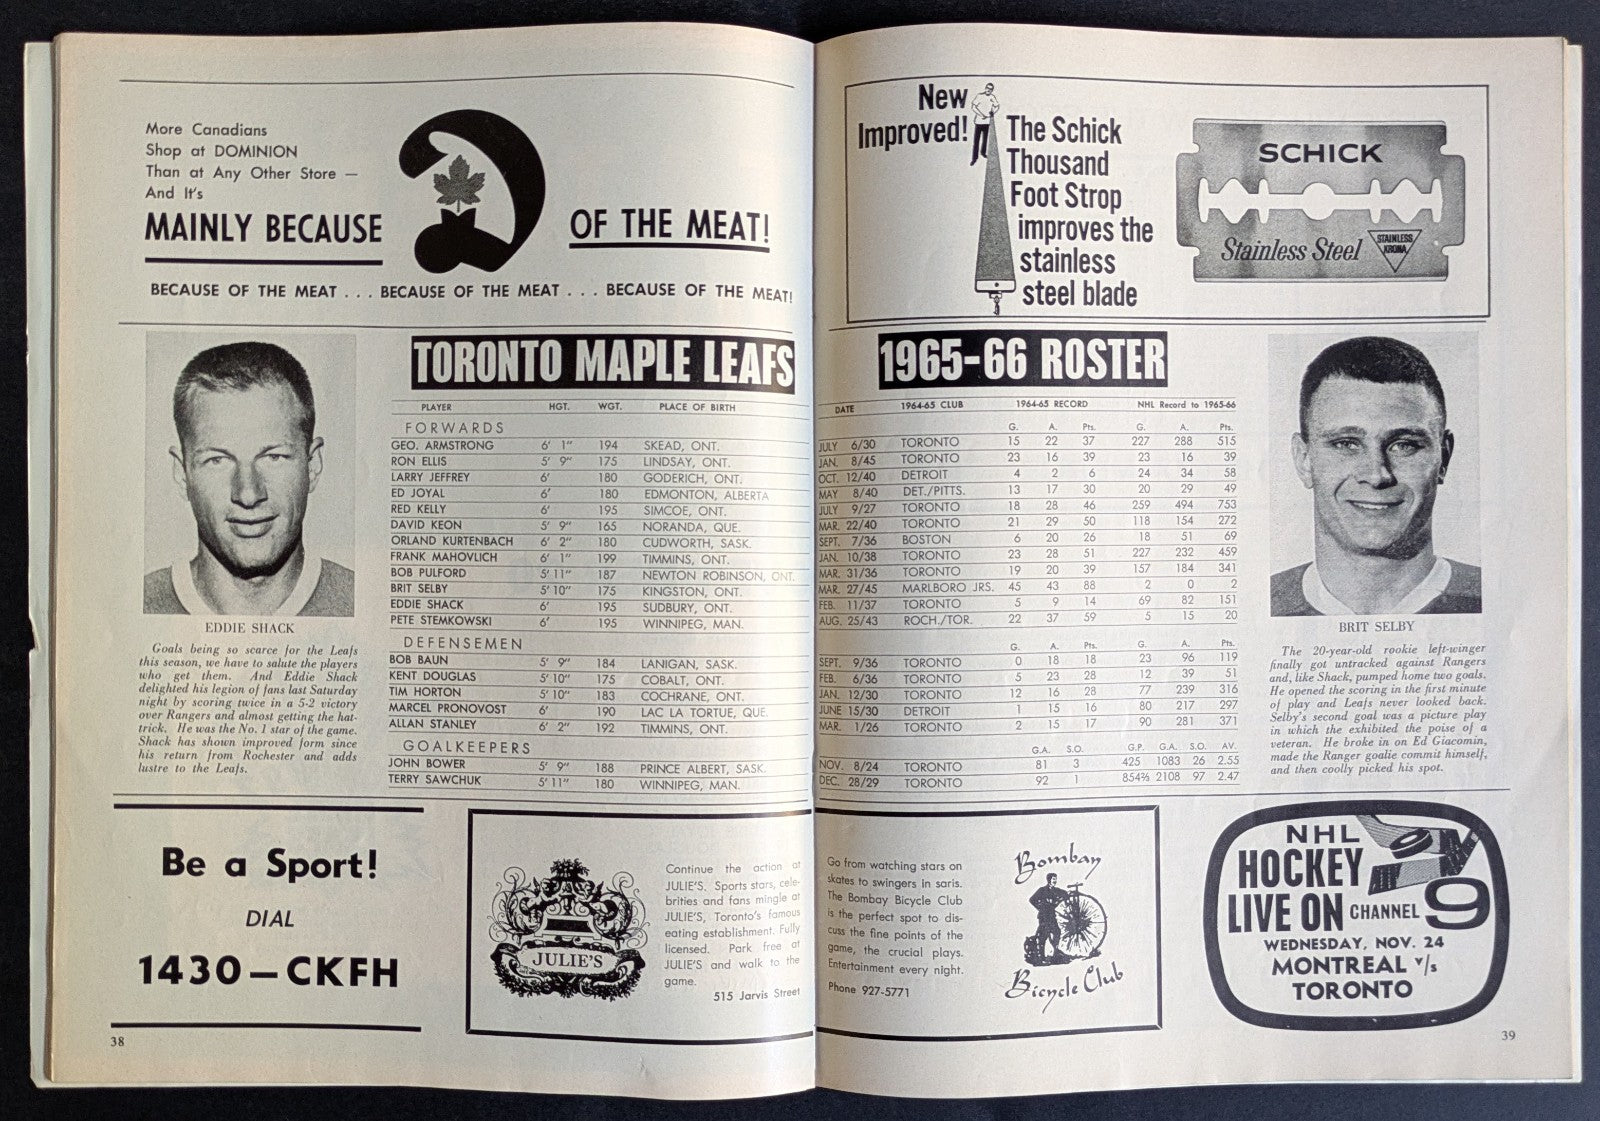 More Canadians
Shop at DOMINION
Than at Any Other Store —
And It's
MAINLY BECAUSE
OF THE MEAT!
BECAUSE OF THE MEAT . . . BECAUSE OF THE MEAT . . . BECAUSE OF THE MEAT!
New
Improved!
The Schick
Thousand
Foot Strop
improves the
stainless
steel blade
SCHICK
Stainless Steel
STAINLESS
KRONA
TORONTO MAPLE LEAFS
1965-66 ROSTER
PLAYER HGT. WGT. PLACE OF BIRTH DATE 1964-65 CLUB 1964-65 RECORD NHL Record to 1965-66
FORWARDS G. A. Pts. G. A. Pts.
GEO. ARMSTRONG 6' 1" 194 SKEAD, ONT. JULY 6/30 TORONTO 15 22 37 227 288 515
RON ELLIS 5' 9" 175 LINDSAY, ONT. JAN. 8/45 TORONTO 23 16 39 23 16 39
LARRY JEFFREY 6' 180 GODERICH, ONT. OCT. 12/40 DETROIT 4 2 6 24 34 58
ED JOYAL 6' 180 EDMONTON, ALBERTA MAY 8/40 DET./PITTS. 13 17 30 20 29 49
RED KELLY 6' 195 SIMCOE, ONT. JULY 9/27 TORONTO 18 28 46 259 494 753
DAVID KEON 5' 9" 165 NORANDA, QUE. MAR. 22/40 TORONTO 21 29 50 118 154 272
ORLAND KURTENBACH 6' 2" 180 CUDWORTH, SASK. SEPT. 7/36 BOSTON 6 20 26 18 51 69
FRANK MAHOVLICH 6' 1" 199 TIMMINS, ONT. JAN. 10/38 TORONTO 23 28 51 227 232 459
BOB PULFORD 5' 11" 187 NEWTON ROBINSON, ONT. MAR. 31/36 TORONTO 19 20 39 157 184 341
BRIT SELBY 5' 10" 175 KINGSTON, ONT. MAR. 27/45 MARLBORO JRS. 45 43 88 2 0 2
EDDIE SHACK 6' 195 SUDBURY, ONT. FEB. 11/37 TORONTO 5 9 14 69 82 151
PETE STEMKOWSKI 6' 195 WINNIPEG, MAN. AUG. 25/43 ROCH./TOR. 22 37 59 5 15 20
DEFENSEMEN G. A. Pts. G. A. Pts.
BOB BAUN 5' 9" 184 LANIGAN, SASK. SEPT. 9/36 TORONTO 0 18 18 23 96 119
KENT DOUGLAS 5' 10" 175 COBALT, ONT. FEB. 6/36 TORONTO 5 23 28 12 39 51
TIM HORTON 5' 10" 183 COCHRANE, ONT. JAN. 12/30 TORONTO 12 16 28 77 239 316
MARCEL PRONOVOST 6' 190 LAC LA TORTUE, QUE. JUNE 15/30 DETROIT 1 15 16 80 217 297
ALLAN STANLEY 6' 2" 192 TIMMINS, ONT. MAR. 1/26 TORONTO 2 15 17 90 281 371
GOALKEEPERS G.A. S.O. G.P. G.A. S.O. AV.
JOHN BOWER 5' 9" 188 PRINCE ALBERT, SASK. NOV. 8/24 TORONTO 81 3 425 1083 26 2.55
TERRY SAWCHUK 5' 11" 180 WINNIPEG, MAN. DEC. 28/29 TORONTO 92 1 854⅔ 2108 97 2.47
EDDIE SHACK
Goals being so scarce for the Leafs
this season, we have to salute the players
who get them. And Eddie Shack
delighted his legion of fans last Saturday
night by scoring twice in a 5-2 victory
over Rangers and almost getting the hat-
trick. He was the No. 1 star of the game.
Shack has shown improved form since
his return from Rochester and adds
lustre to the Leafs.
BRIT SELBY
The 20-year-old rookie left-winger
finally got untracked against Rangers
and, like Shack, pumped home two goals.
He opened the scoring in the first minute
of play and Leafs never looked back.
Selby's second goal was a picture play
in which the exhibited the poise of a
veteran. He broke in on Ed Giacomin,
made the Ranger goalie commit himself,
and then coolly picked his spot.
Be a Sport!
DIAL
1430—CKFH
JULIE'S
Continue the action at
JULIE'S. Sports stars, cele-
brities and fans mingle at
JULIE'S, Toronto's famous
eating establishment. Fully
licensed. Park free at
JULIE'S and walk to the
game.
515 Jarvis Street
Go from watching stars on
skates to swingers in saris.
The Bombay Bicycle Club
is the perfect spot to dis-
cuss the fine points of the
game, the crucial plays.
Entertainment every night.
Phone 927-5771
Bombay
Bicycle Club
NHL
HOCKEY
LIVE ON CHANNEL 9
WEDNESDAY, NOV. 24
MONTREAL v/s
TORONTO
38
39